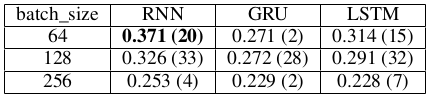 batch_size RNN GRU LSTM
64 0.371 (20) 0.271 (2) 0.314 (15)
128 0.326 (33) 0.272 (28) 0.291 (32)
256 0.253 (4) 0.229 (2) 0.228 (7)